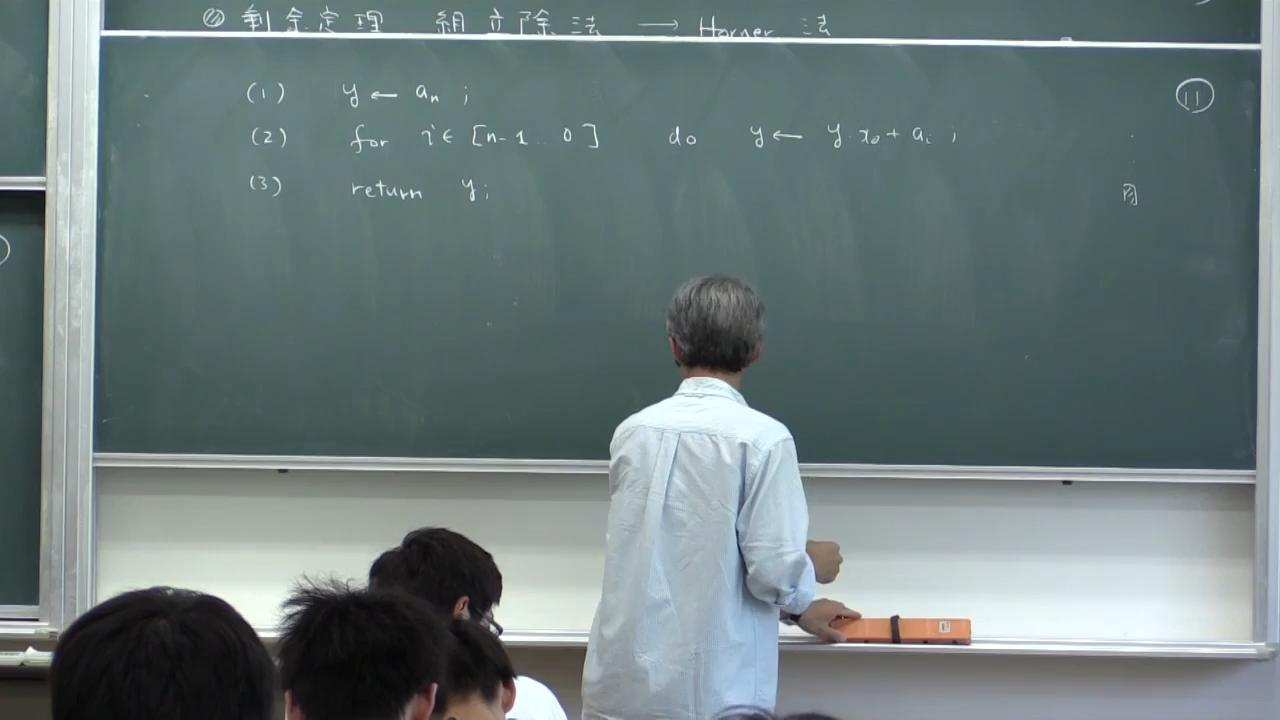 ◎ 剰余定理 組立除法 → Horner 法
⑪
(1) y ← aₙ ;
(2) for i ∈ [n-1 .. 0] do y ← y x₀ + aᵢ ;
(3) return y ;